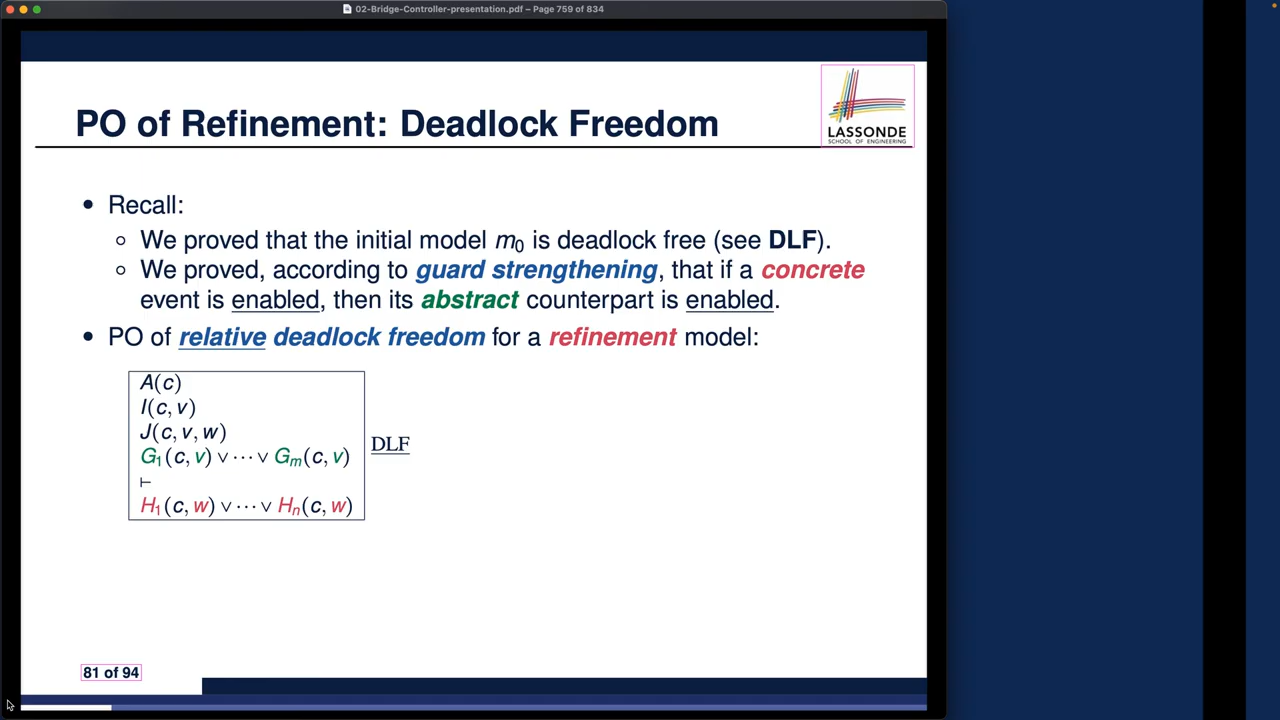 02-Bridge-Controller-presentation.pdf – Page 759 of 834
PO of Refinement: Deadlock Freedom
LASSONDE
SCHOOL OF ENGINEERING
• Recall:
○ We proved that the initial model m₀ is deadlock free (see DLF).
○ We proved, according to guard strengthening, that if a concrete
event is enabled, then its abstract counterpart is enabled.
• PO of relative deadlock freedom for a refinement model:
A(c)
I(c, v)
J(c, v, w)
G₁(c, v) ∨ ⋯ ∨ Gₘ(c, v)
⊢
H₁(c, w) ∨ ⋯ ∨ Hₙ(c, w)
DLF
81 of 94